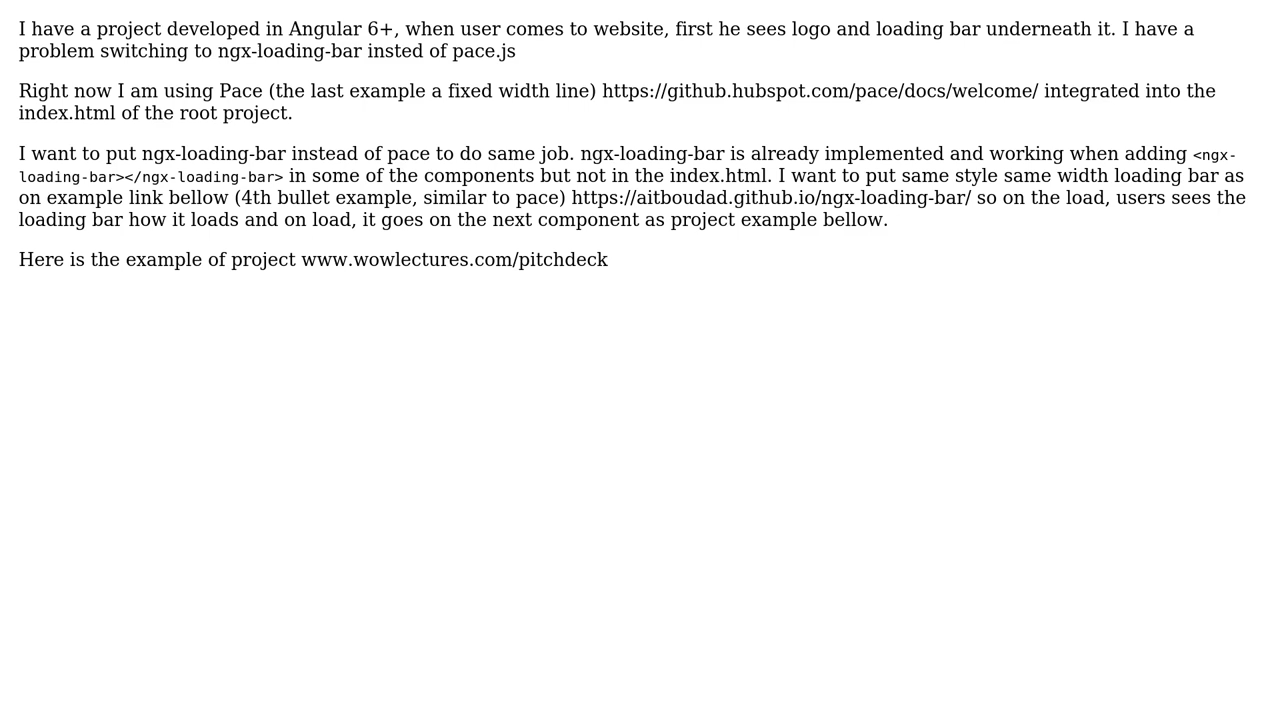 I have a project developed in Angular 6+, when user comes to website, first he sees logo and loading bar underneath it. I have a
problem switching to ngx-loading-bar insted of pace.js
Right now I am using Pace (the last example a fixed width line) https://github.hubspot.com/pace/docs/welcome/ integrated into the
index.html of the root project.
I want to put ngx-loading-bar instead of pace to do same job. ngx-loading-bar is already implemented and working when adding <ngx-
loading-bar></ngx-loading-bar> in some of the components but not in the index.html. I want to put same style same width loading bar as
on example link bellow (4th bullet example, similar to pace) https://aitboudad.github.io/ngx-loading-bar/ so on the load, users sees the
loading bar how it loads and on load, it goes on the next component as project example bellow.
Here is the example of project www.wowlectures.com/pitchdeck